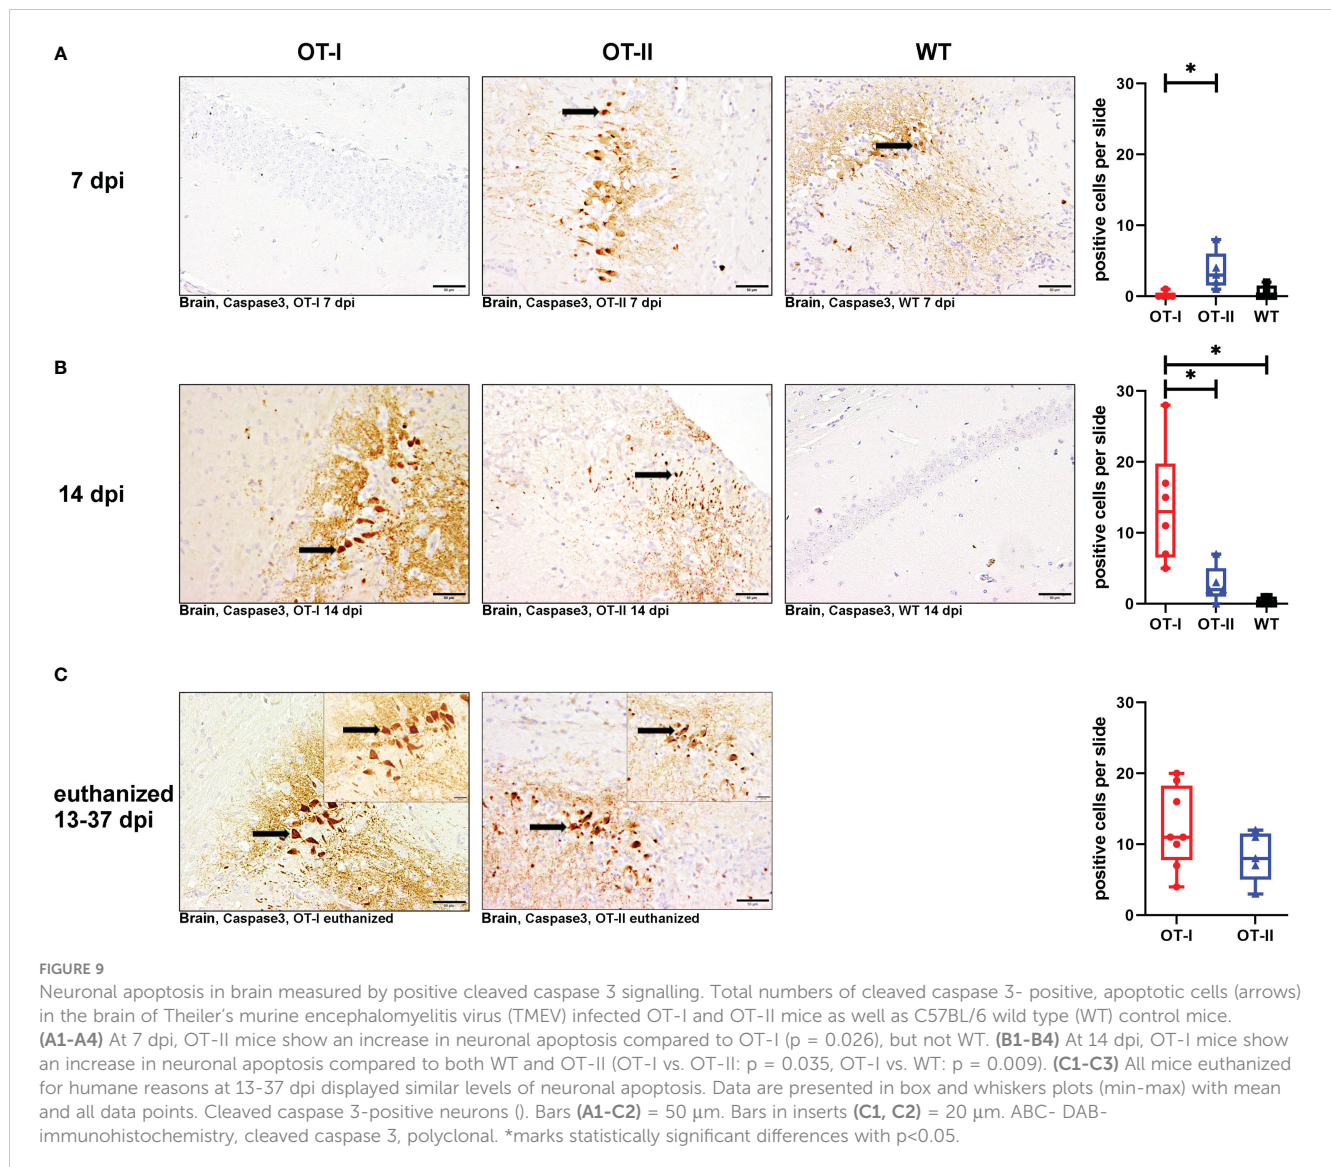 A
OT-I
OT-II
WT
7 dpi
Brain, Caspase3, OT-I 7 dpi
Brain, Caspase3, OT-II 7 dpi
Brain, Caspase3, WT 7 dpi
positive cells per slide
30
20
10
0
*
OT-I
OT-II
WT
B
14 dpi
Brain, Caspase3, OT-I 14 dpi
Brain, Caspase3, OT-II 14 dpi
Brain, Caspase3, WT 14 dpi
positive cells per slide
30
20
10
0
*
*
OT-I
OT-II
WT
C
euthanized
13-37 dpi
Brain, Caspase3, OT-I euthanized
Brain, Caspase3, OT-II euthanized
positive cells per slide
30
20
10
0
OT-I
OT-II
FIGURE 9
Neuronal apoptosis in brain measured by positive cleaved caspase 3 signalling. Total numbers of cleaved caspase 3- positive, apoptotic cells (arrows)
in the brain of Theiler’s murine encephalomyelitis virus (TMEV) infected OT-I and OT-II mice as well as C57BL/6 wild type (WT) control mice.
(A1-A4) At 7 dpi, OT-II mice show an increase in neuronal apoptosis compared to OT-I (p = 0.026), but not WT. (B1-B4) At 14 dpi, OT-I mice show
an increase in neuronal apoptosis compared to both WT and OT-II (OT-I vs. OT-II: p = 0.035, OT-I vs. WT: p = 0.009). (C1-C3) All mice euthanized
for humane reasons at 13-37 dpi displayed similar levels of neuronal apoptosis. Data are presented in box and whiskers plots (min-max) with mean
and all data points. Cleaved caspase 3-positive neurons (). Bars (A1-C2) = 50 µm. Bars in inserts (C1, C2) = 20 µm. ABC- DAB-
immunohistochemistry, cleaved caspase 3, polyclonal. *marks statistically significant differences with p<0.05.